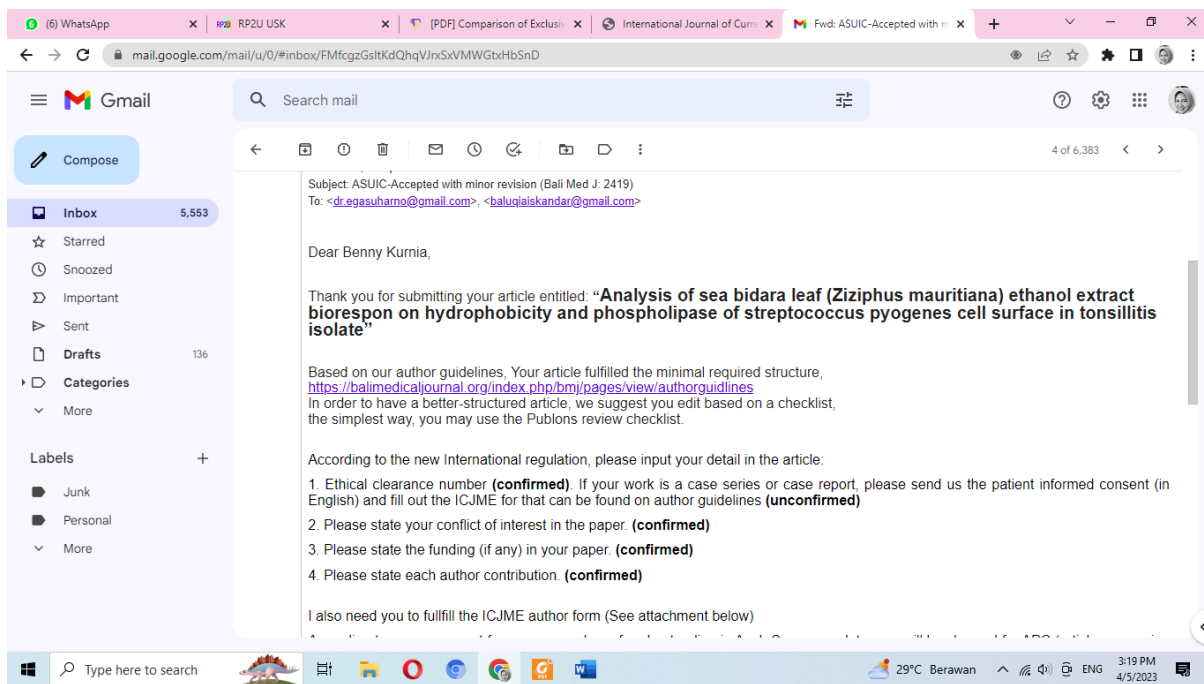 (6) WhatsApp
RP2U RP2U USK
[PDF] Comparison of Exclusiv
International Journal of Curre
Fwd: ASUIC-Accepted with m
mail.google.com/mail/u/0/#inbox/FMfcgzGsltKdQhqVJrxSxVMWGtxHbSnD
Gmail
Search mail
Compose
4 of 6,383
Inbox 5,553
Starred
Snoozed
Important
Sent
Drafts 136
Categories
More
Labels
Junk
Personal
More
Subject: ASUIC-Accepted with minor revision (Bali Med J: 2419)
To: <dr.egasuharno@gmail.com>, <baluqiaiskandar@gmail.com>
Dear Benny Kurnia,
Thank you for submitting your article entitled: “Analysis of sea bidara leaf (Ziziphus mauritiana) ethanol extract
biorespon on hydrophobicity and phospholipase of streptococcus pyogenes cell surface in tonsillitis
isolate”
Based on our author guidelines, Your article fulfilled the minimal required structure,
https://balimedicaljournal.org/index.php/bmj/pages/view/authorguidlines
In order to have a better-structured article, we suggest you edit based on a checklist,
the simplest way, you may use the Publons review checklist.
According to the new International regulation, please input your detail in the article:
1. Ethical clearance number (confirmed). If your work is a case series or case report, please send us the patient informed consent (in
English) and fill out the ICJME for that can be found on author guidelines (unconfirmed)
2. Please state your conflict of interest in the paper. (confirmed)
3. Please state the funding (if any) in your paper. (confirmed)
4. Please state each author contribution. (confirmed)
I also need you to fullfill the ICJME author form (See attachment below)
Type here to search
29°C Berawan
ENG
3:19 PM
4/5/2023